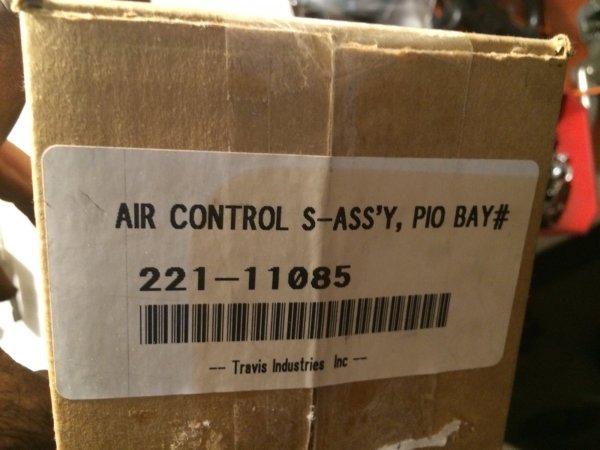 AIR CONTROL S-ASS'Y, PIO BAY#
221-11085
-- Travis Industries Inc --